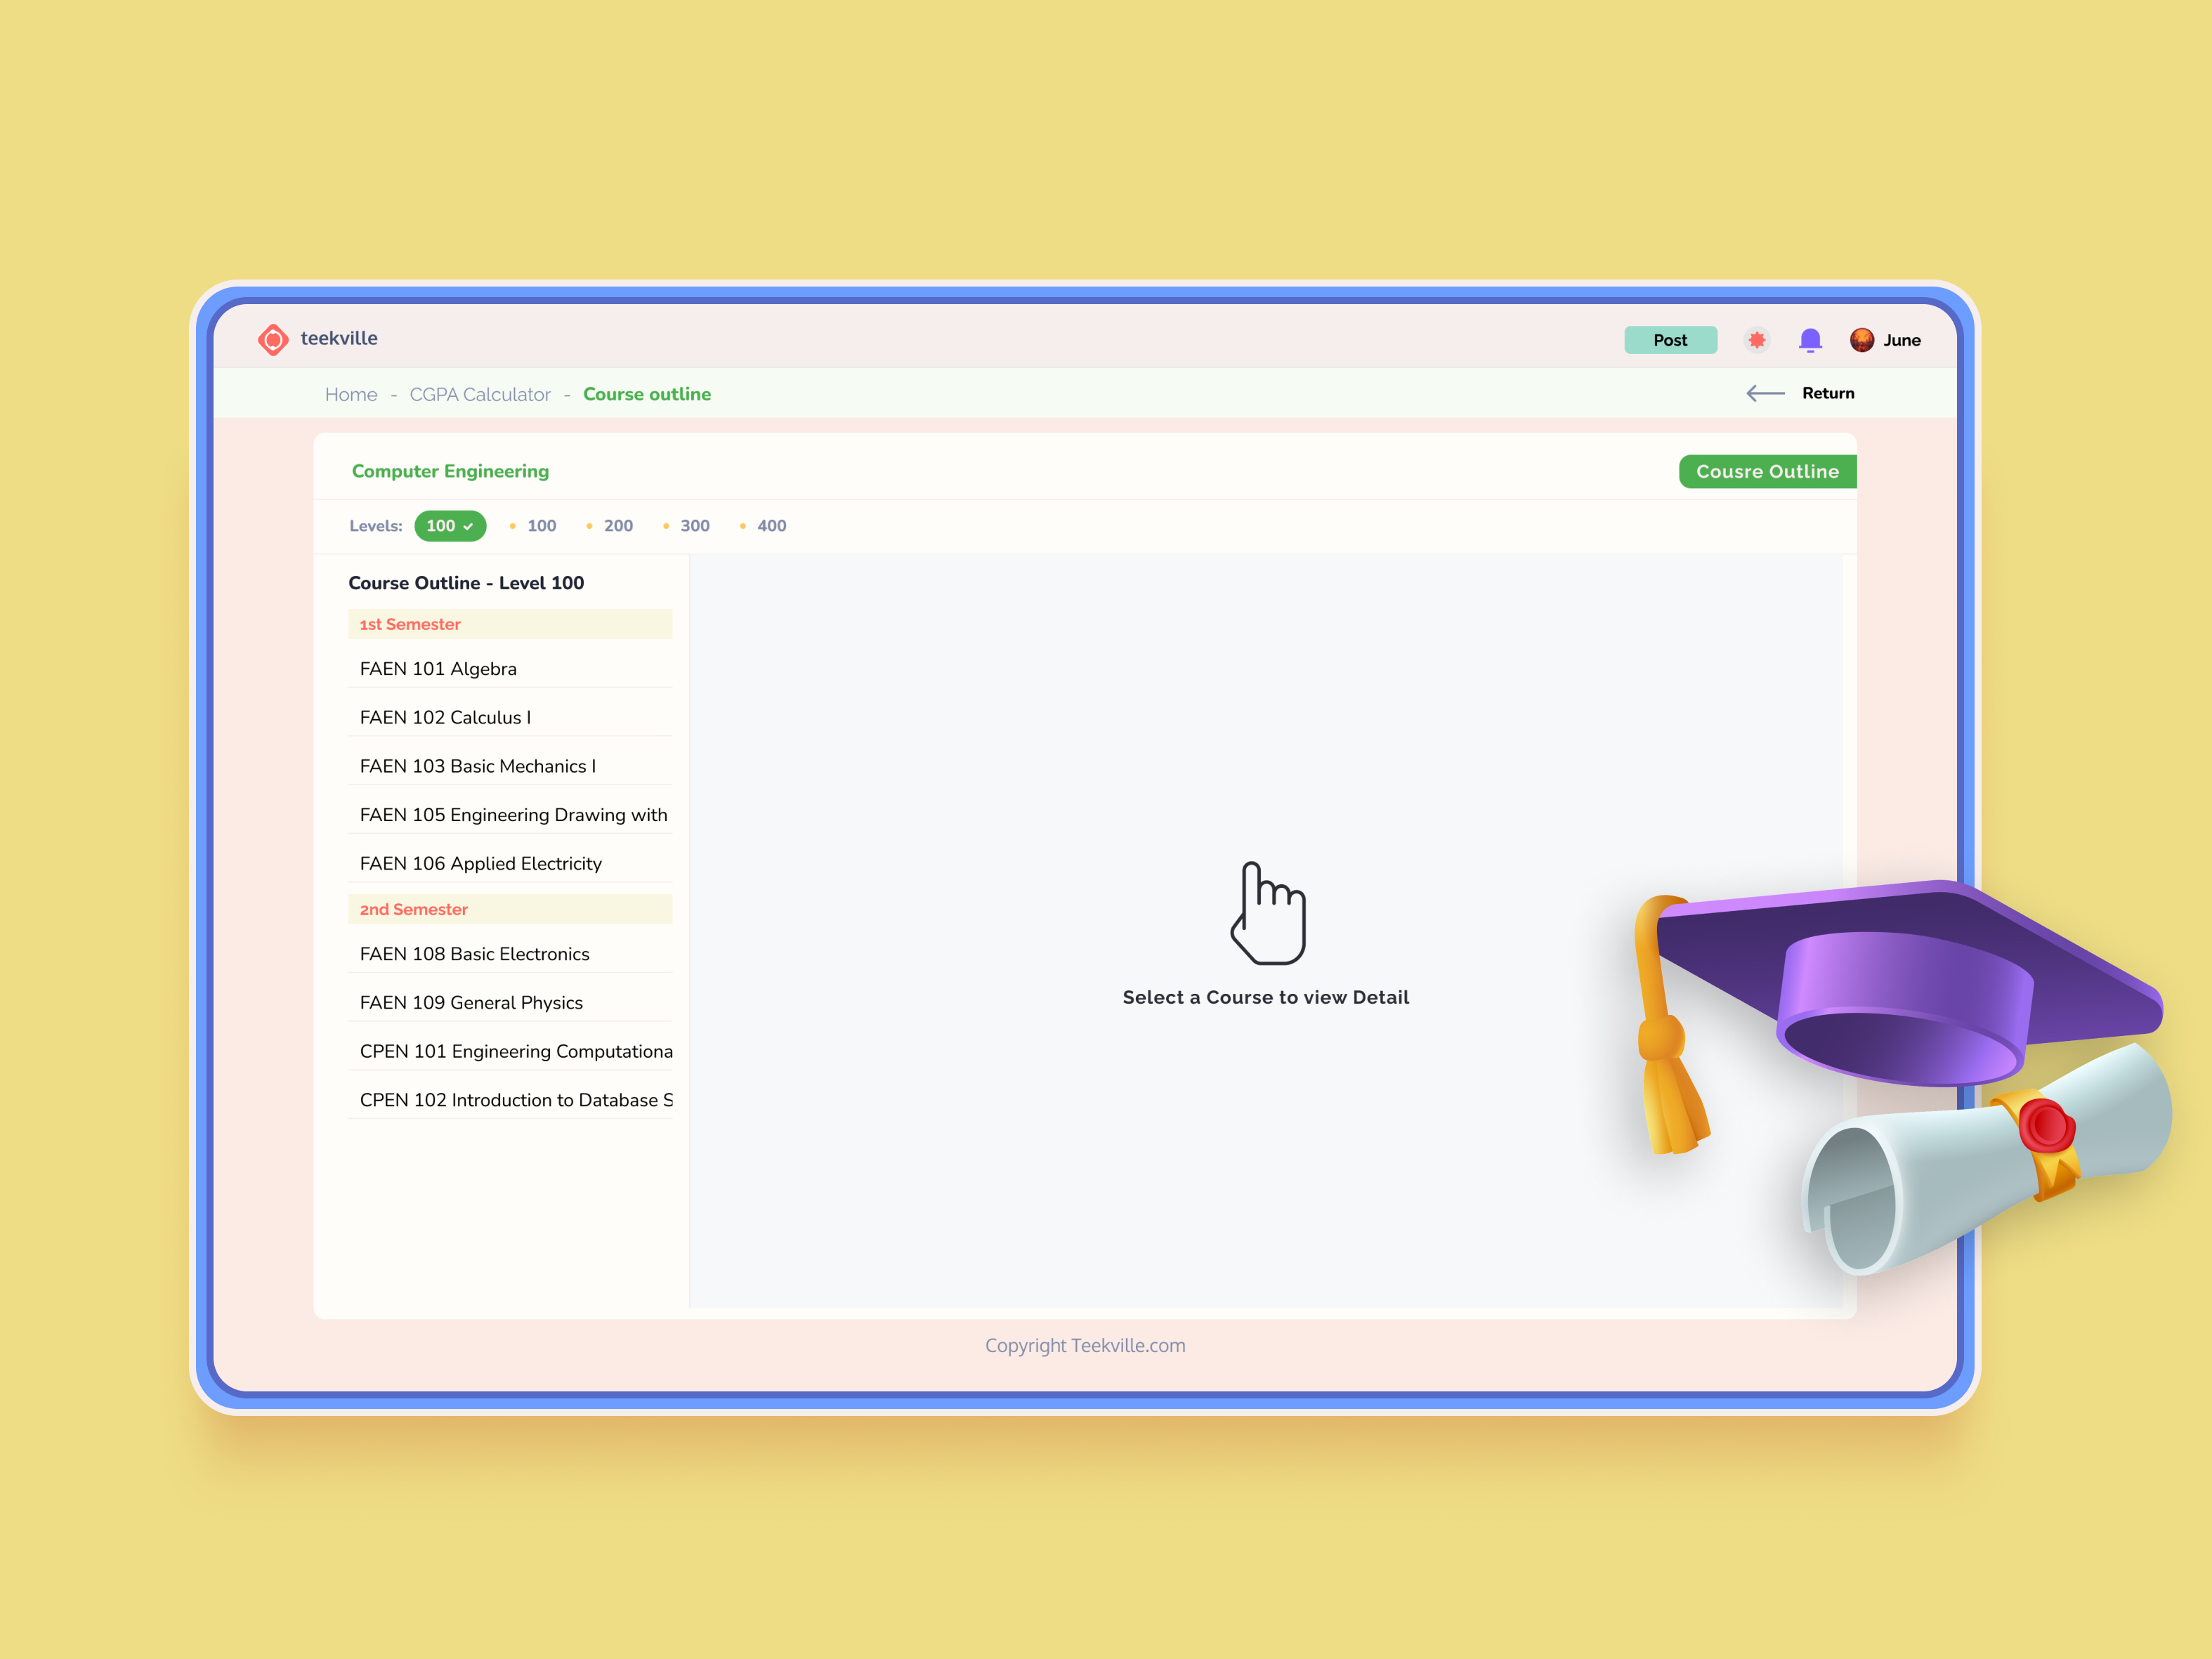 teekville
Post
June
Home - CGPA Calculator - Course outline
Return
Computer Engineering
Cousre Outline
Levels: 100 100 200 300 400
Course Outline - Level 100
1st Semester
FAEN 101 Algebra
FAEN 102 Calculus I
FAEN 103 Basic Mechanics I
FAEN 105 Engineering Drawing with
FAEN 106 Applied Electricity
2nd Semester
FAEN 108 Basic Electronics
FAEN 109 General Physics
CPEN 101 Engineering Computationa
CPEN 102 Introduction to Database S
Select a Course to view Detail
Copyright Teekville.com